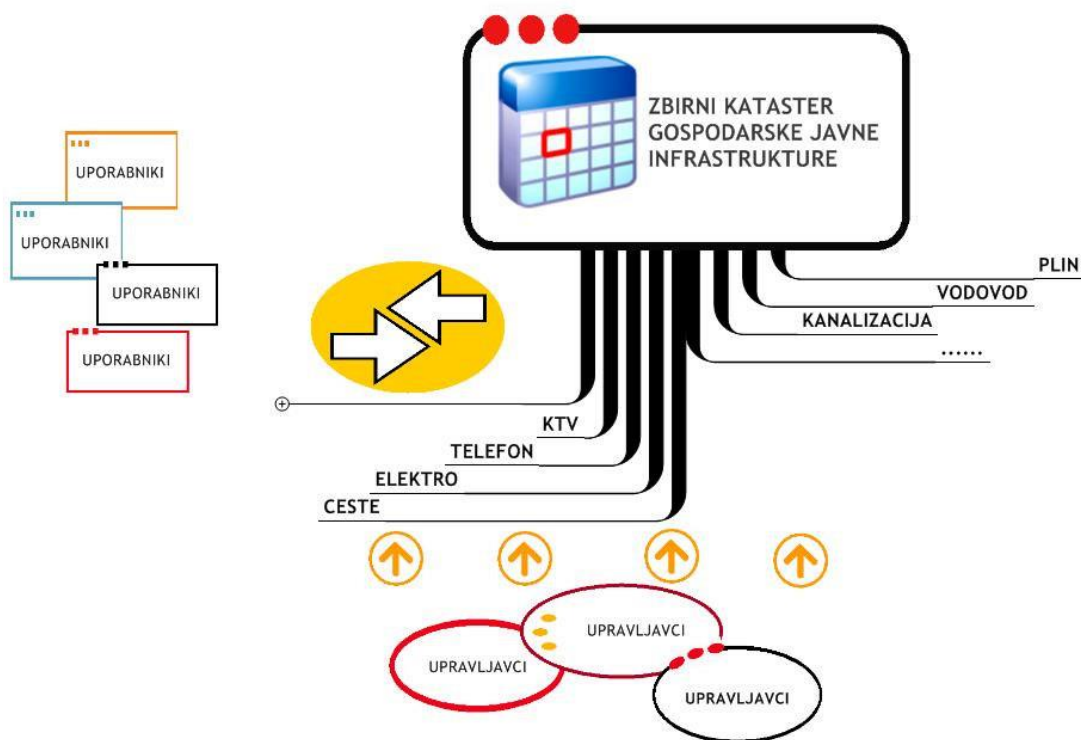 ZBIRNI KATASTER
GOSPODARSKE JAVNE
INFRASTRUKTURE
UPORABNIKI
UPORABNIKI
UPORABNIKI
UPORABNIKI
PLIN
VODOVOD
KANALIZACIJA
......
KTV
TELEFON
ELEKTRO
CESTE
UPRAVLJAVCI
UPRAVLJAVCI
UPRAVLJAVCI